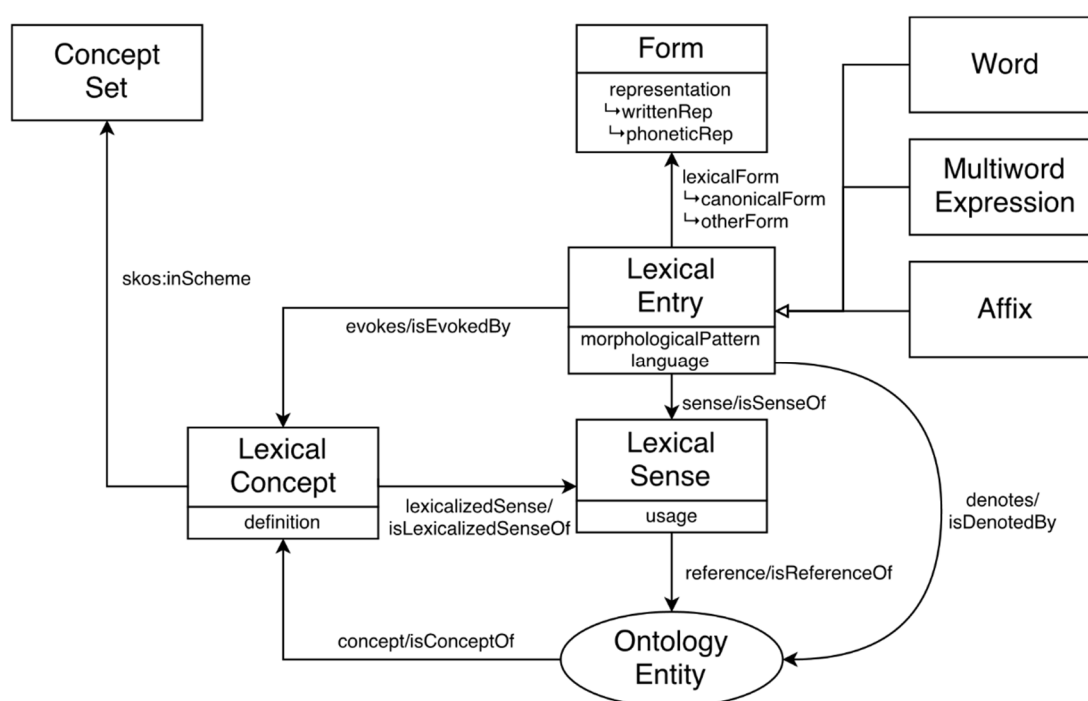 Concept
Set
Form
representation
↳writtenRep
↳phoneticRep
Word
Multiword
Expression
Affix
lexicalForm
↳canonicalForm
↳otherForm
skos:inScheme
Lexical
Entry
morphologicalPattern
language
evokes/isEvokedBy
sense/isSenseOf
Lexical
Concept
definition
lexicalizedSense/
isLexicalizedSenseOf
Lexical
Sense
usage
denotes/
isDenotedBy
reference/isReferenceOf
concept/isConceptOf
Ontology
Entity